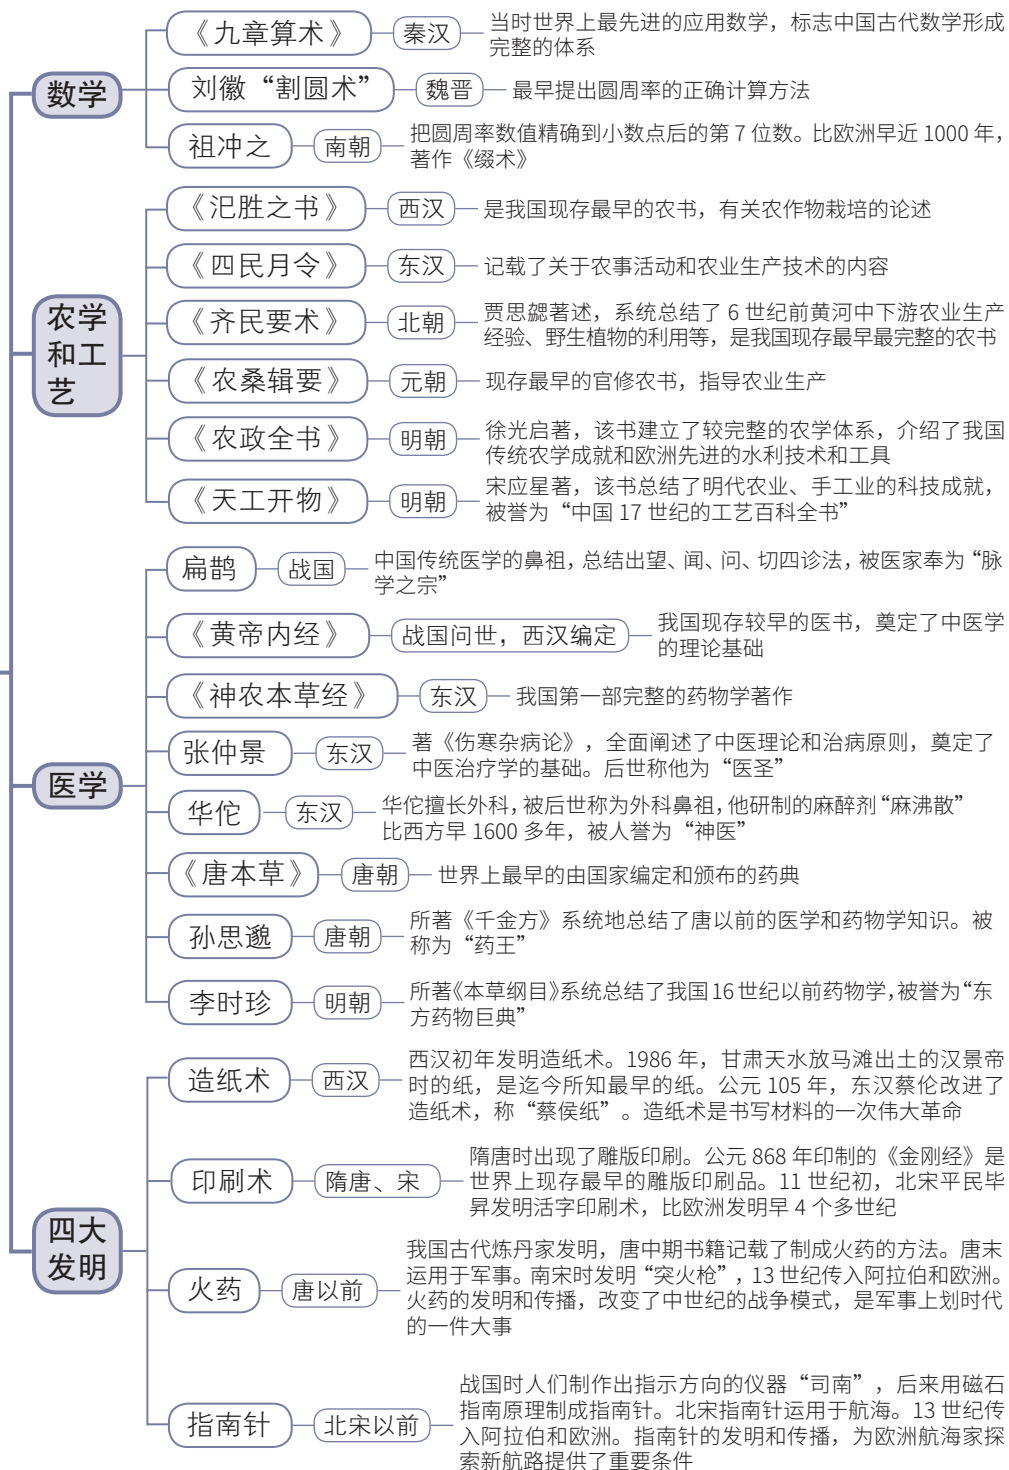 数学
《九章算术》
秦汉
当时世界上最先进的应用数学，标志中国古代数学形成
完整的体系
刘徽“割圆术”
魏晋
最早提出圆周率的正确计算方法
祖冲之
南朝
把圆周率数值精确到小数点后的第 7 位数。比欧洲早近 1000 年，
著作《缀术》
农学
和工
艺
《汜胜之书》
西汉
是我国现存最早的农书，有关农作物栽培的论述
《四民月令》
东汉
记载了关于农事活动和农业生产技术的内容
《齐民要术》
北朝
贾思勰著述，系统总结了 6 世纪前黄河中下游农业生产
经验、野生植物的利用等，是我国现存最早最完整的农书
《农桑辑要》
元朝
现存最早的官修农书，指导农业生产
《农政全书》
明朝
徐光启著，该书建立了较完整的农学体系，介绍了我国
传统农学成就和欧洲先进的水利技术和工具
《天工开物》
明朝
宋应星著，该书总结了明代农业、手工业的科技成就，
被誉为“中国 17 世纪的工艺百科全书”
医学
扁鹊
战国
中国传统医学的鼻祖，总结出望、闻、问、切四诊法，被医家奉为“脉
学之宗”
《黄帝内经》
战国问世，西汉编定
我国现存较早的医书，奠定了中医学
的理论基础
《神农本草经》
东汉
我国第一部完整的药物学著作
张仲景
东汉
著《伤寒杂病论》，全面阐述了中医理论和治病原则，奠定了
中医治疗学的基础。后世称他为“医圣”
华佗
东汉
华佗擅长外科，被后世称为外科鼻祖，他研制的麻醉剂“麻沸散”
比西方早 1600 多年，被人誉为“神医”
《唐本草》
唐朝
世界上最早的由国家编定和颁布的药典
孙思邈
唐朝
所著《千金方》系统地总结了唐以前的医学和药物学知识。被
称为“药王”
李时珍
明朝
所著《本草纲目》系统总结了我国 16 世纪以前药物学，被誉为“东
方药物巨典”
四大
发明
造纸术
西汉
西汉初年发明造纸术。1986 年，甘肃天水放马滩出土的汉景帝
时的纸，是迄今所知最早的纸。公元 105 年，东汉蔡伦改进了
造纸术，称“蔡侯纸”。造纸术是书写材料的一次伟大革命
印刷术
隋唐、宋
隋唐时出现了雕版印刷。公元 868 年印制的《金刚经》是
世界上现存最早的雕版印刷品。11 世纪初，北宋平民毕
昇发明活字印刷术，比欧洲发明早 4 个多世纪
火药
唐以前
我国古代炼丹家发明，唐中期书籍记载了制成火药的方法。唐末
运用于军事。南宋时发明“突火枪”，13 世纪传入阿拉伯和欧洲。
火药的发明和传播，改变了中世纪的战争模式，是军事上划时代
的一件大事
指南针
北宋以前
战国时人们制作出指示方向的仪器“司南”，后来用磁石
指南原理制成指南针。北宋指南针运用于航海。13 世纪传
入阿拉伯和欧洲。指南针的发明和传播，为欧洲航海家探
索新航路提供了重要条件